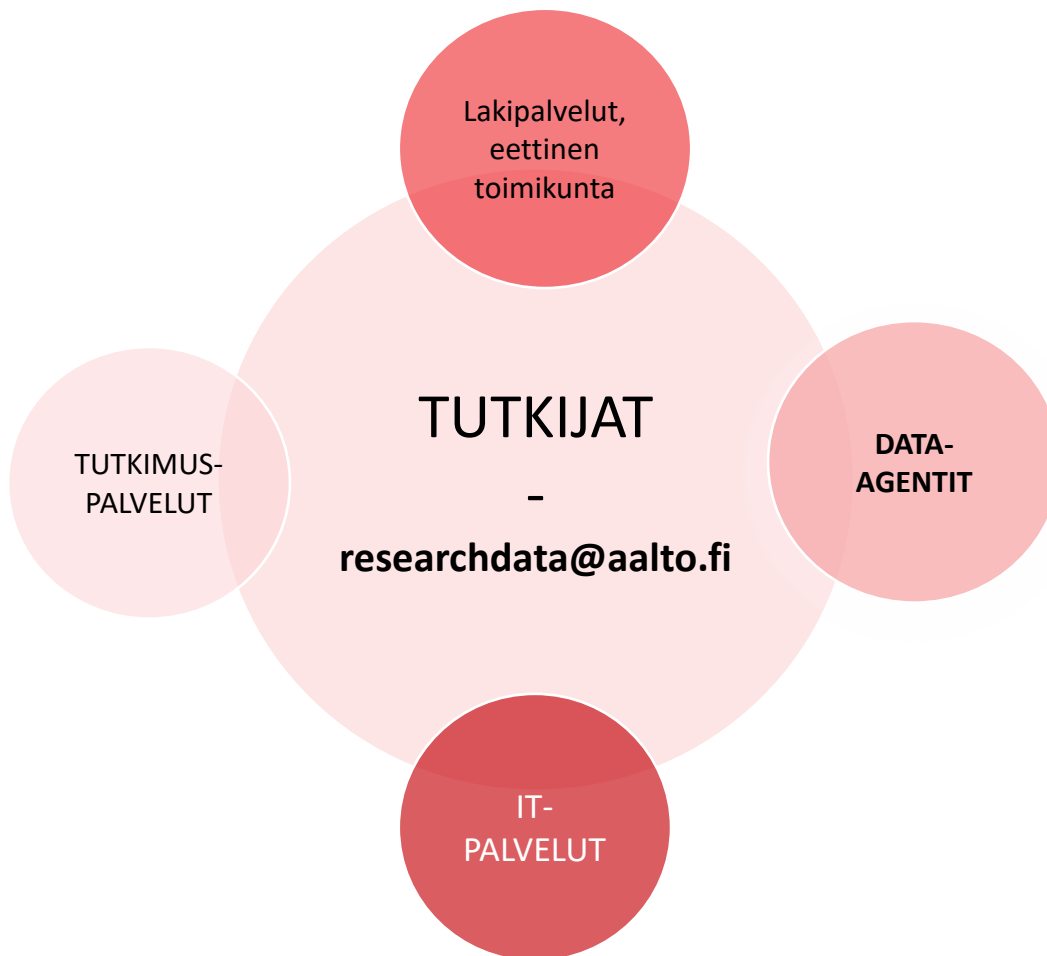 Lakipalvelut,
eettinen
toimikunta
TUTKIMUS-
PALVELUT
TUTKIJAT
–
researchdata@aalto.fi
DATA-
AGENTIT
IT-
PALVELUT